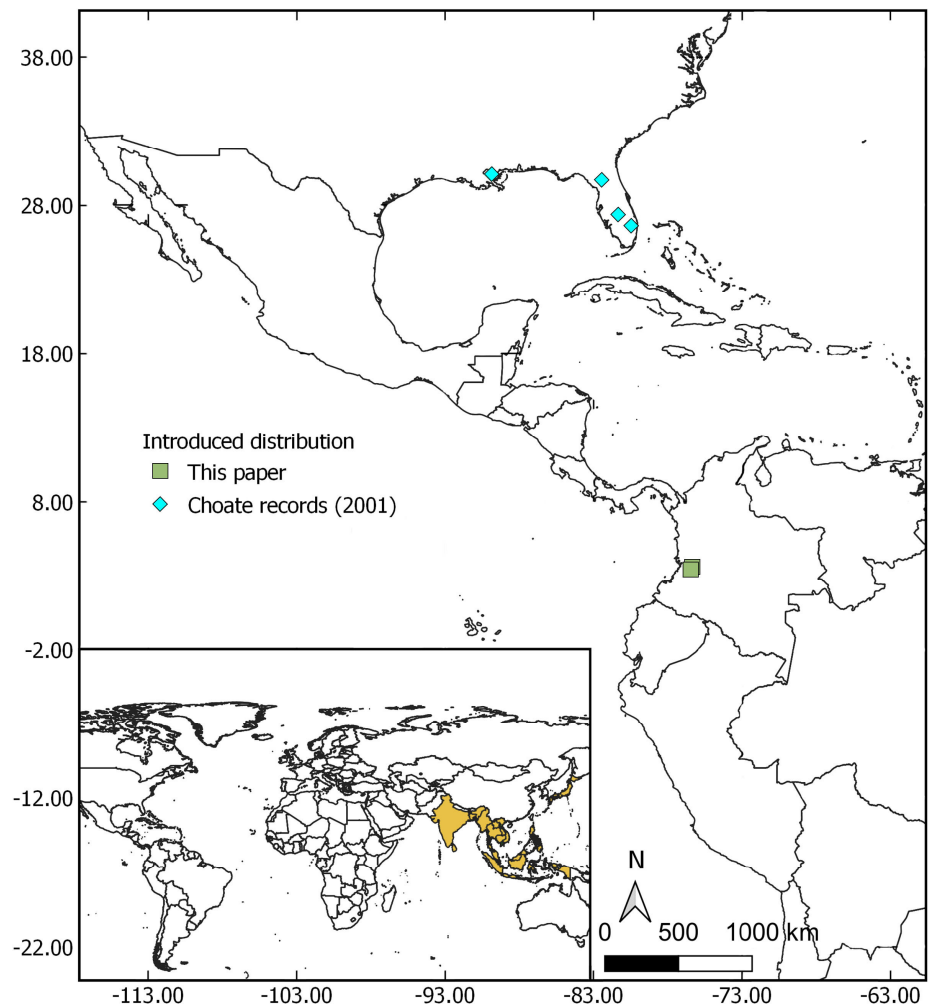 38.00
28.00
18.00
Introduced distribution
This paper
Choate records (2001)
8.00
-2.00
-12.00
N
0 500 1000 km
-22.00
-113.00 -103.00 -93.00 -83.00 -73.00 -63.00